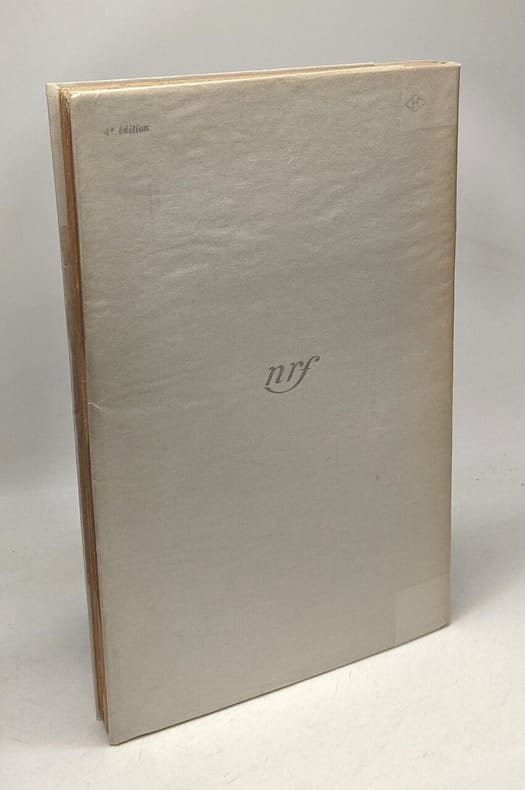 4e édition
H
nrf